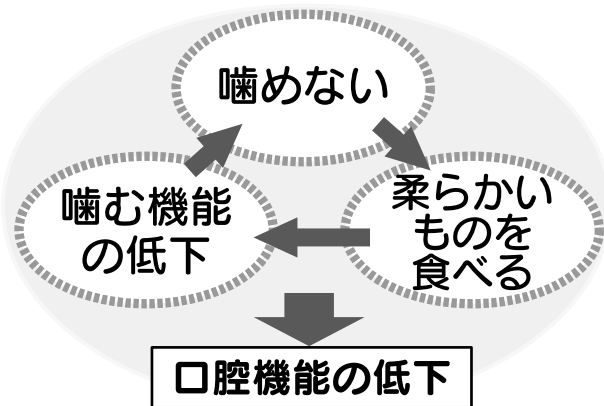 噛めない
柔らかい
ものを
食べる
噛む機能
の低下
口腔機能の低下